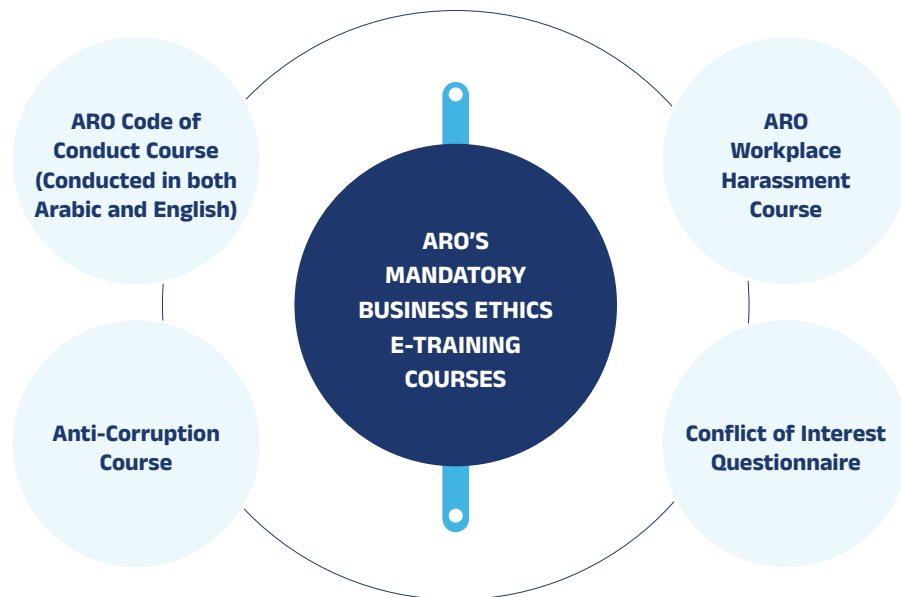 ARO Code of
Conduct Course
(Conducted in both
Arabic and English)
ARO
Workplace
Harassment
Course
ARO'S
MANDATORY
BUSINESS ETHICS
E-TRAINING
COURSES
Anti-Corruption
Course
Conflict of Interest
Questionnaire